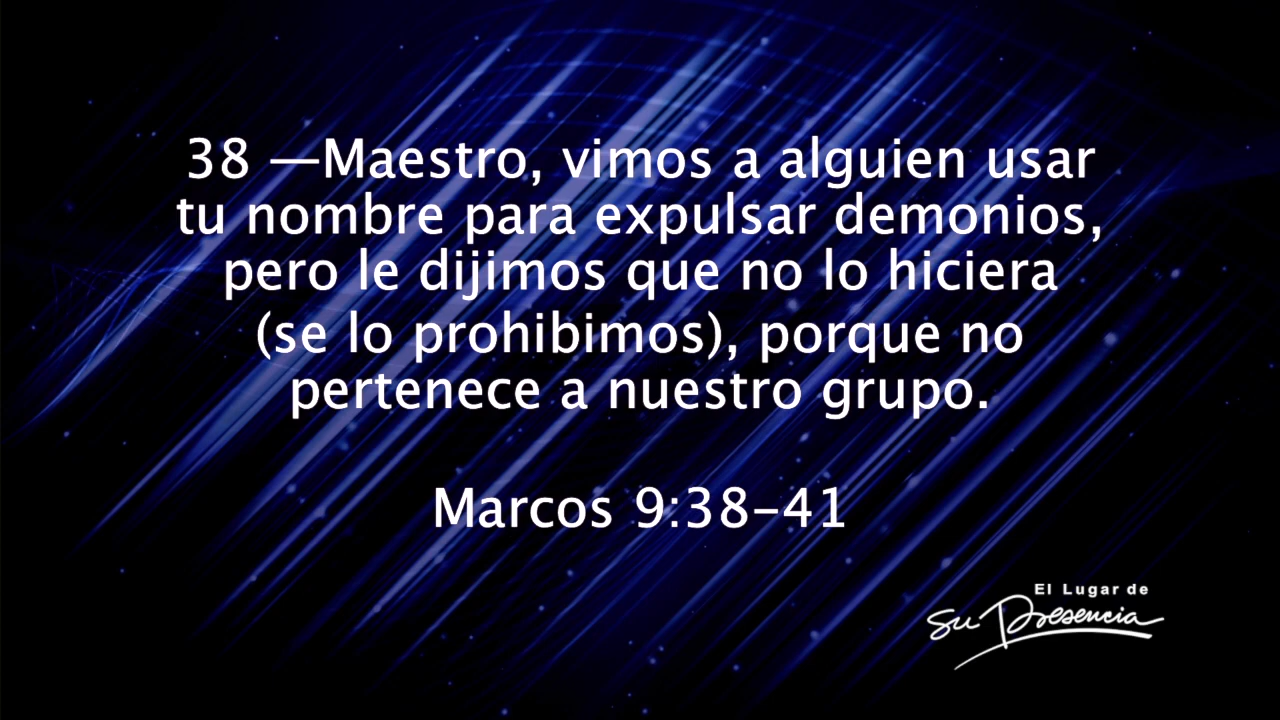 38 —Maestro, vimos a alguien usar
tu nombre para expulsar demonios,
pero le dijimos que no lo hiciera
(se lo prohibimos), porque no
pertenece a nuestro grupo.
Marcos 9:38–41
El Lugar de
Su Presencia